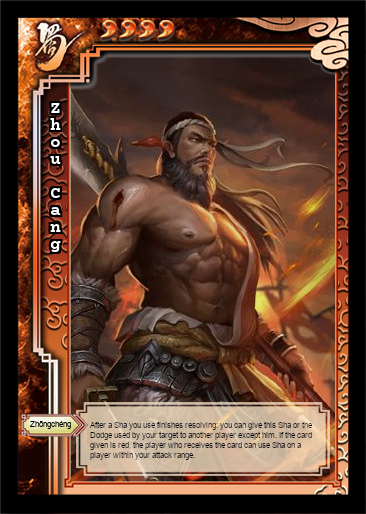 蜀
Zhou Cang
Zhōngchéng
After a Sha you use finishes resolving: you can give this Sha or the
Dodge used by your target to another player except him. If the card
given is red, the player who receives the card can use Sha on a
player within your attack range.